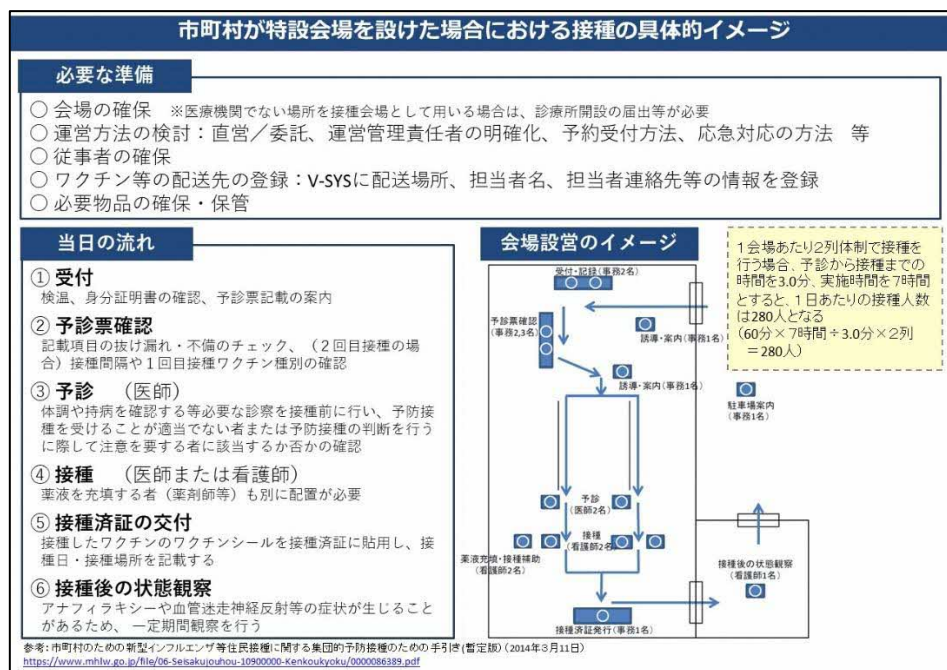 市町村が特設会場を設けた場合における接種の具体的イメージ
必要な準備
○ 会場の確保 ※医療機関でない場所を接種会場として用いる場合は、診療所開設の届出等が必要
○ 運営方法の検討：直営／委託、運営管理責任者の明確化、予約受付方法、応急対応の方法 等
○ 従事者の確保
○ ワクチン等の配送先の登録：V-SYSに配送場所、担当者名、担当者連絡先等の情報を登録
○ 必要物品の確保・保管
当日の流れ
① 受付
検温、身分証明書の確認、予診票記載の案内
② 予診票確認
記載項目の抜け漏れ・不備のチェック、（２回目接種の場
合）接種間隔や１回目接種ワクチン種別の確認
③ 予診 （医師）
体調や持病を確認する等必要な診察を接種前に行い、予防接
種を受けることが適当でない者または予防接種の判断を行う
に際して注意を要する者に該当するか否かの確認
④ 接種 （医師または看護師）
薬液を充填する者（薬剤師等）も別に配置が必要
⑤ 接種済証の交付
接種したワクチンのワクチンシールを接種済証に貼用し、接
種日・接種場所を記載する
⑥ 接種後の状態観察
アナフィラキシーや血管迷走神経反射等の症状が生じること
があるため、 一定期間観察を行う
会場設営のイメージ
受付・記録(事務2名)
予診票確認
(事務2,3名)
誘導・案内(事務1名)
誘導・案内(事務1名)
駐車場案内
(事務1名)
予診
(医師2名)
接種
(看護師2名)
薬液充填・接種補助
(看護師2名)
接種後の状態観察
(看護師1名)
接種済証発行(事務1名)
１会場あたり２列体制で接種を
行う場合、予診から接種までの
時間を3.0分、実施時間を７時間
とすると、１日あたりの接種人数
は280人となる
(60分×７時間÷3.0分×２列
＝280人)
参考：市町村のための新型インフルエンザ等住民接種に関する集団的予防接種のための手引き(暫定版)（2014年３月11日）
https://www.mhlw.go.jp/file/06-Seisakujouhou-10900000-Kenkoukyoku/0000086389.pdf